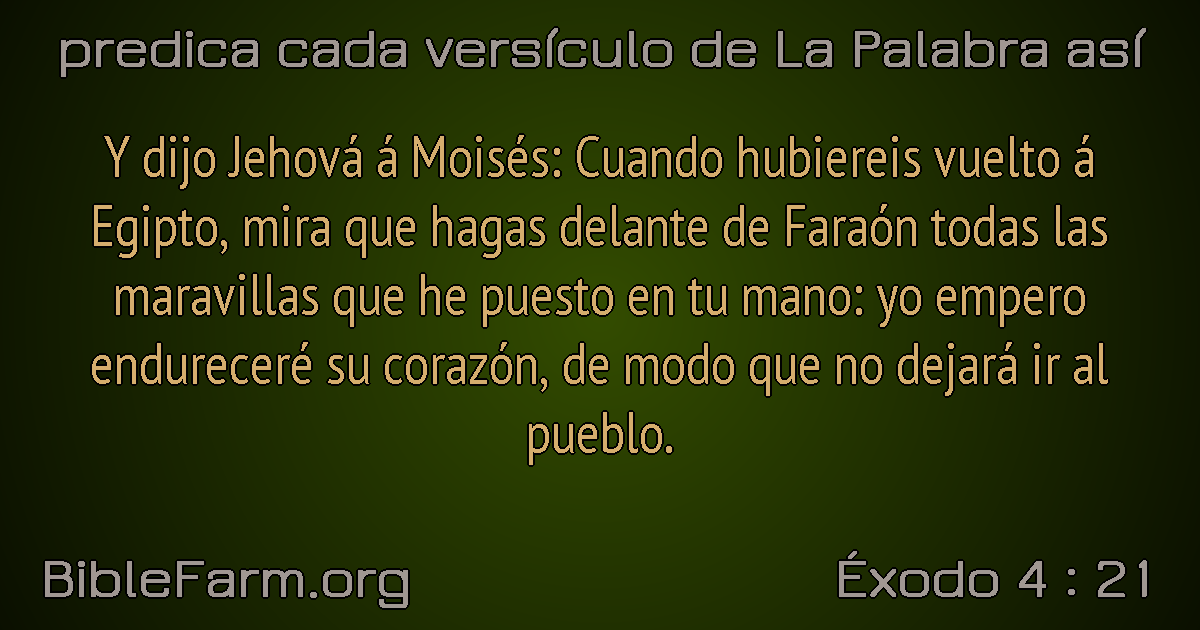 predica cada versículo de La Palabra así
Y dijo Jehová á Moisés: Cuando hubiereis vuelto á
Egipto, mira que hagas delante de Faraón todas las
maravillas que he puesto en tu mano: yo empero
endureceré su corazón, de modo que no dejará ir al
pueblo.
BibleFarm.org
Éxodo 4 : 21